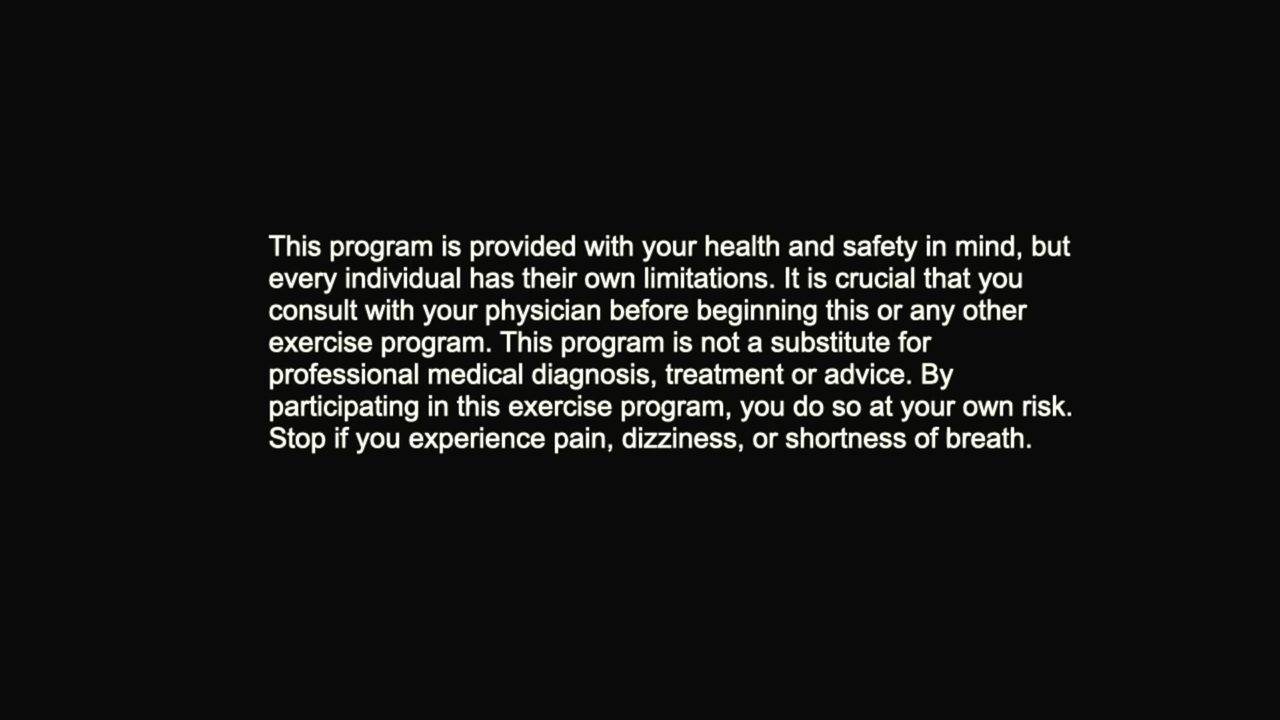 This program is provided with your health and safety in mind, but
every individual has their own limitations. It is crucial that you
consult with your physician before beginning this or any other
exercise program. This program is not a substitute for
professional medical diagnosis, treatment or advice. By
participating in this exercise program, you do so at your own risk.
Stop if you experience pain, dizziness, or shortness of breath.